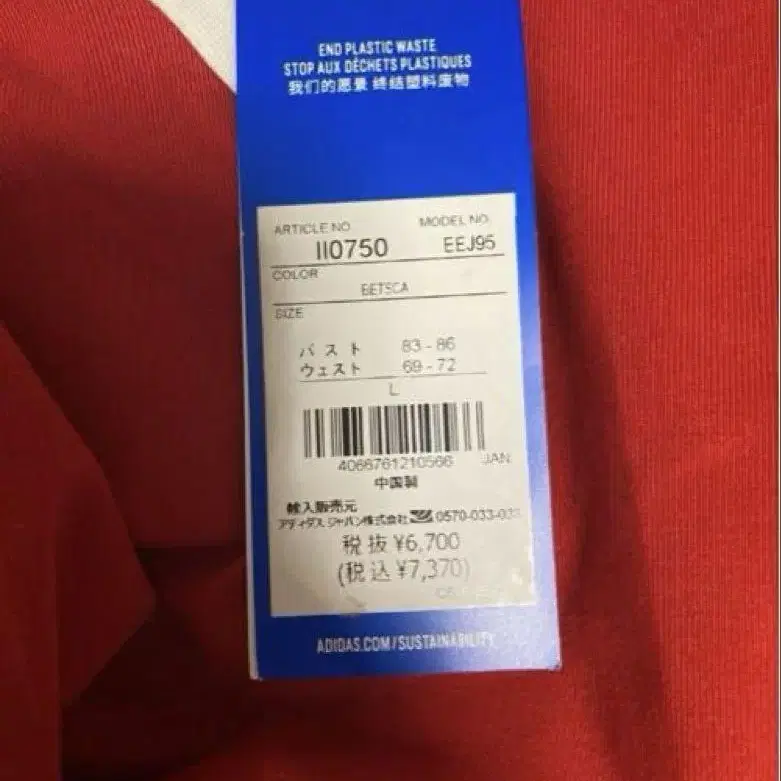 END PLASTIC WASTE
STOP AUX DÉCHETS PLASTIQUES
我们的愿景 终结塑料废物
ARTICLE NO. MODEL NO.
II0750 EEJ95
COLOR
BETSCA
SIZE
バスト 83 - 86
ウェスト 69 - 72
L
4066761210566 JAN
中国製
輸入販売元
アディダス ジャパン株式会社 0570-033-033
税抜 ¥6,700
(税込 ¥7,370)
ADIDAS.COM/SUSTAINABILITY